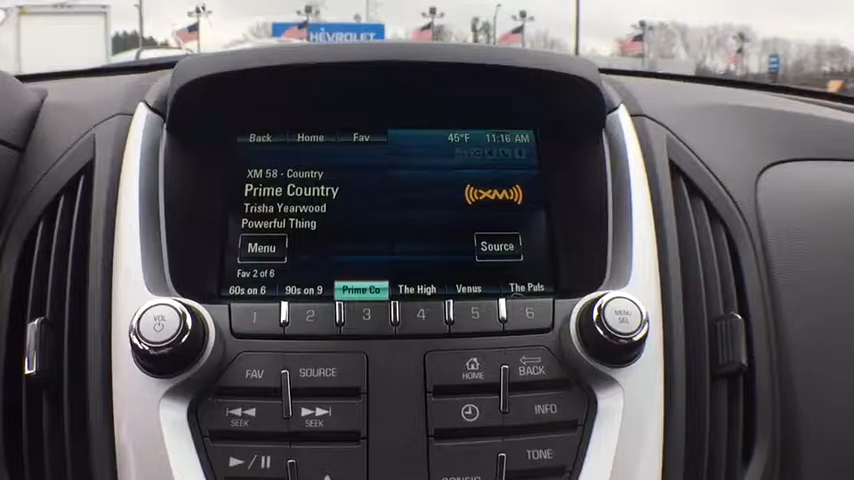 CHEVROLET
Back Home Fav 45°F 11:16 AM
XM 58 - Country
Prime Country
Trisha Yearwood
Powerful Thing
((XM))
Menu Source
Fav 2 of 6
60s on 6 90s on 9 Prime Co The High Venus The Puls
1 2 3 4 5 6
VOL
MENU
SEL
FAV SOURCE
HOME BACK
SEEK SEEK
INFO
TONE
CONFIG